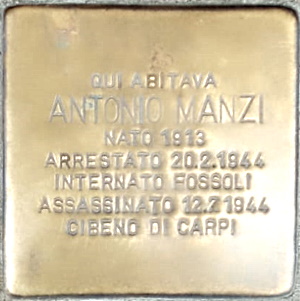 QUI ABITAVA
ANTONIO MANZI
NATO 1913
ARRESTATO 20.2.1944
INTERNATO FOSSOLI
ASSASSINATO 12.7.1944
CIBENO DI CARPI